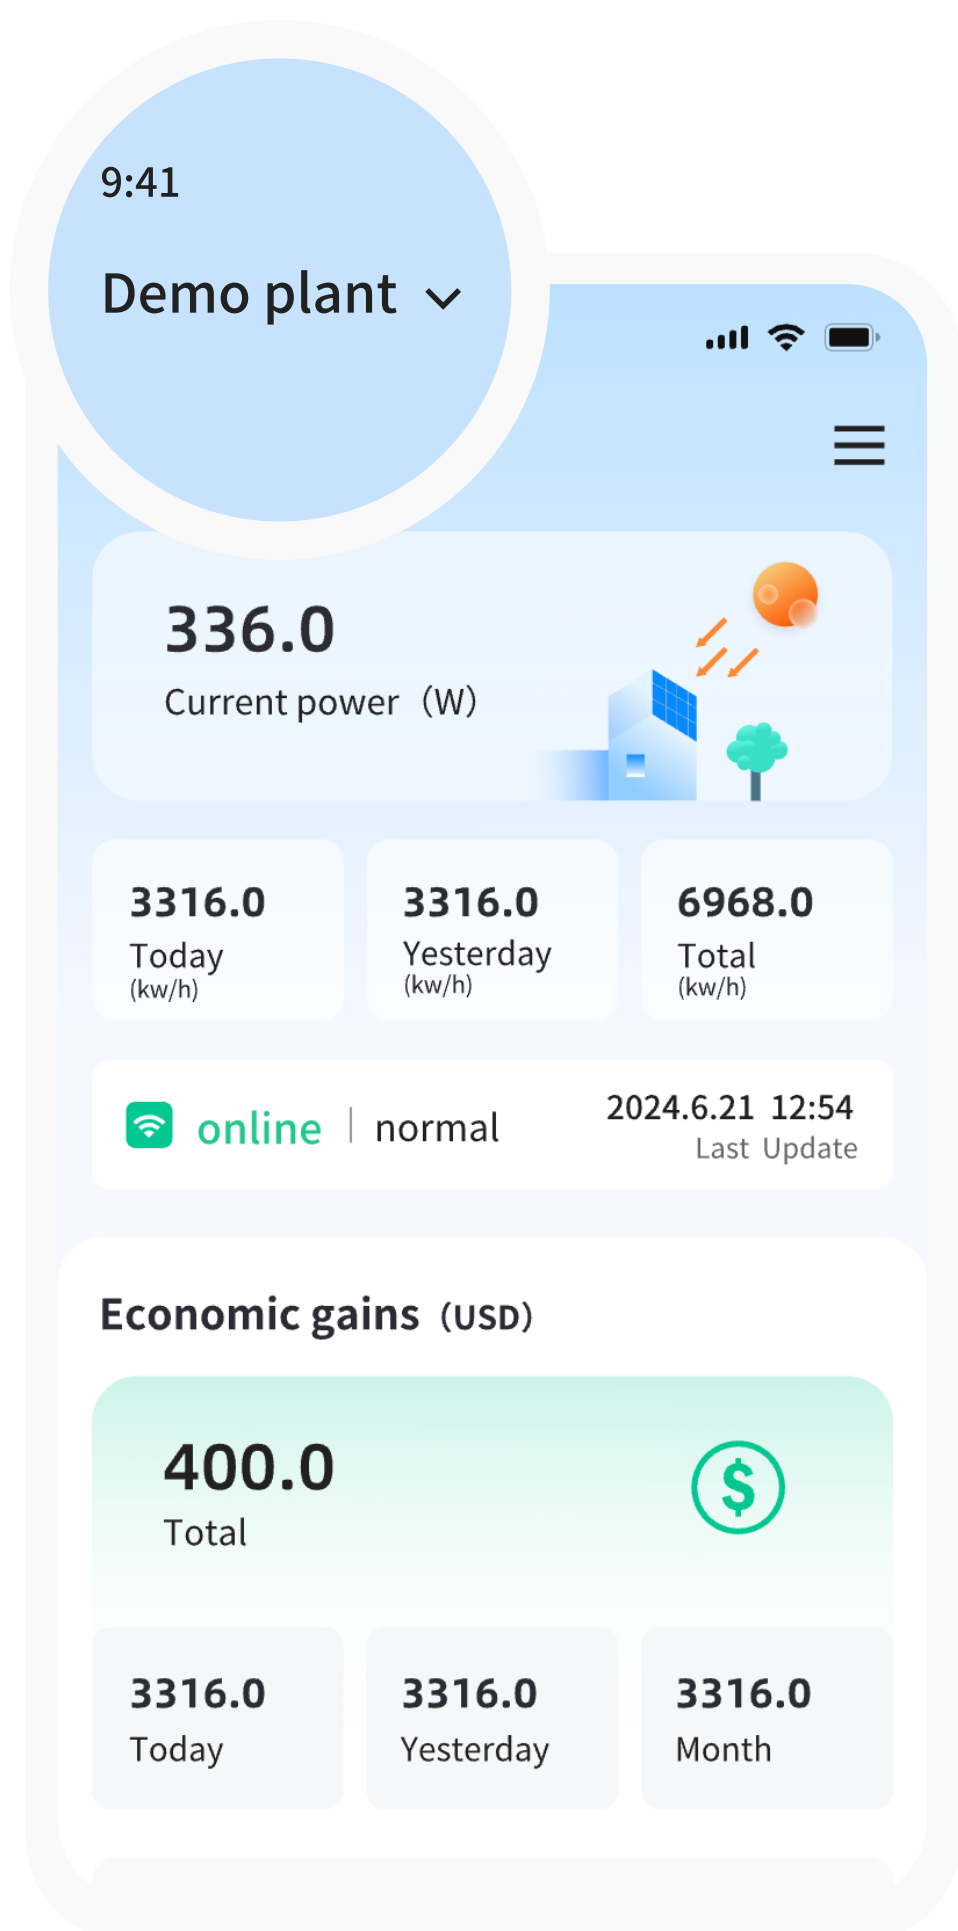 9:41
Demo plant
336.0
Current power（W）
3316.0
Today
(kw/h)
3316.0
Yesterday
(kw/h)
6968.0
Total
(kw/h)
online | normal
2024.6.21 12:54
Last Update
Economic gains（USD）
400.0
Total
$
3316.0
Today
3316.0
Yesterday
3316.0
Month